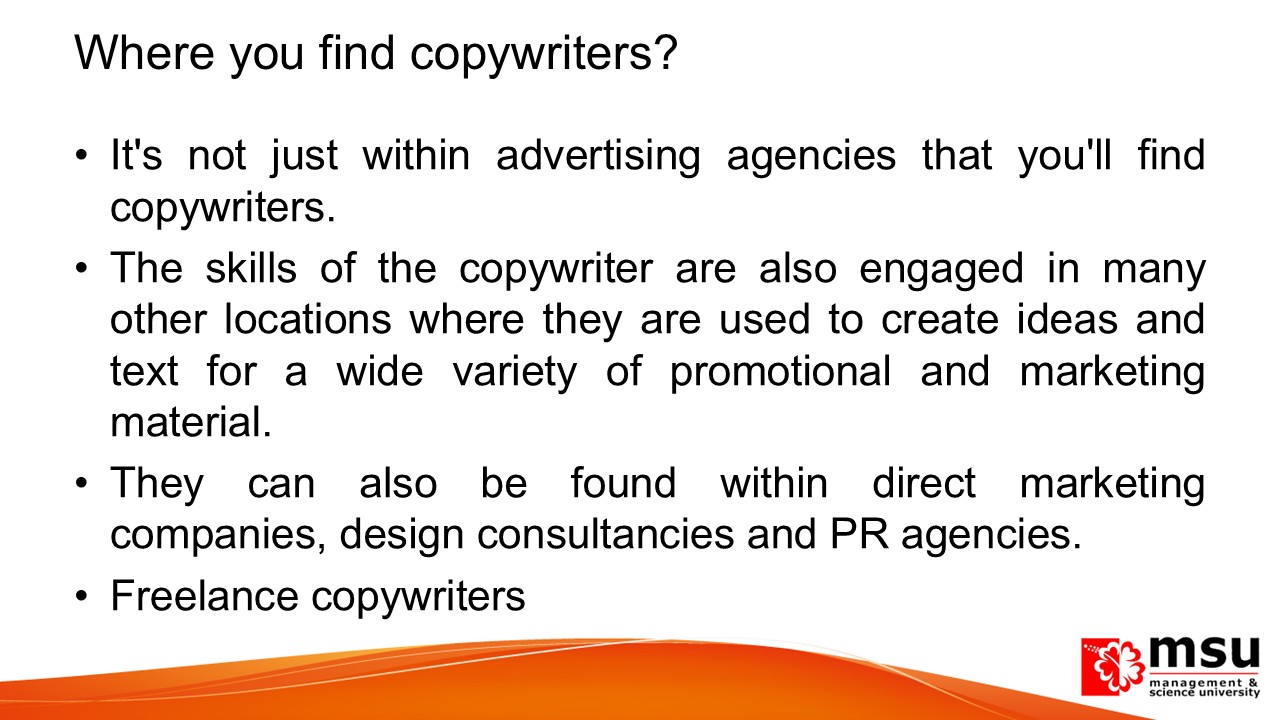 Where you find copywriters?
• It's not just within advertising agencies that you'll find
copywriters.
• The skills of the copywriter are also engaged in many
other locations where they are used to create ideas and
text for a wide variety of promotional and marketing
material.
• They can also be found within direct marketing
companies, design consultancies and PR agencies.
• Freelance copywriters
msu
management &
science university